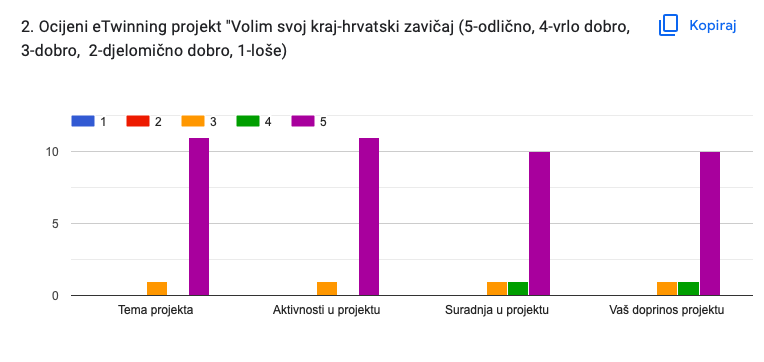 2. Ocijeni eTwinning projekt "Volim svoj kraj-hrvatski zavičaj (5-odlično, 4-vrlo dobro,
3-dobro,  2-djelomično dobro, 1-loše)
Kopiraj
1 2 3 4 5
10
5
0
Tema projekta Aktivnosti u projektu Suradnja u projektu Vaš doprinos projektu